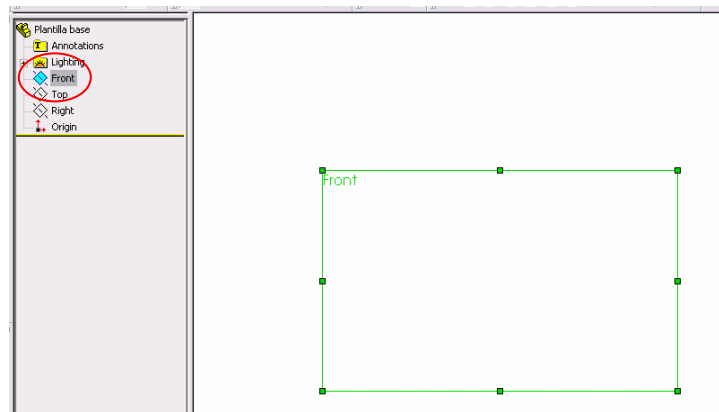 Plantilla base
Annotations
Lighting
Front
Top
Right
Origin
Front